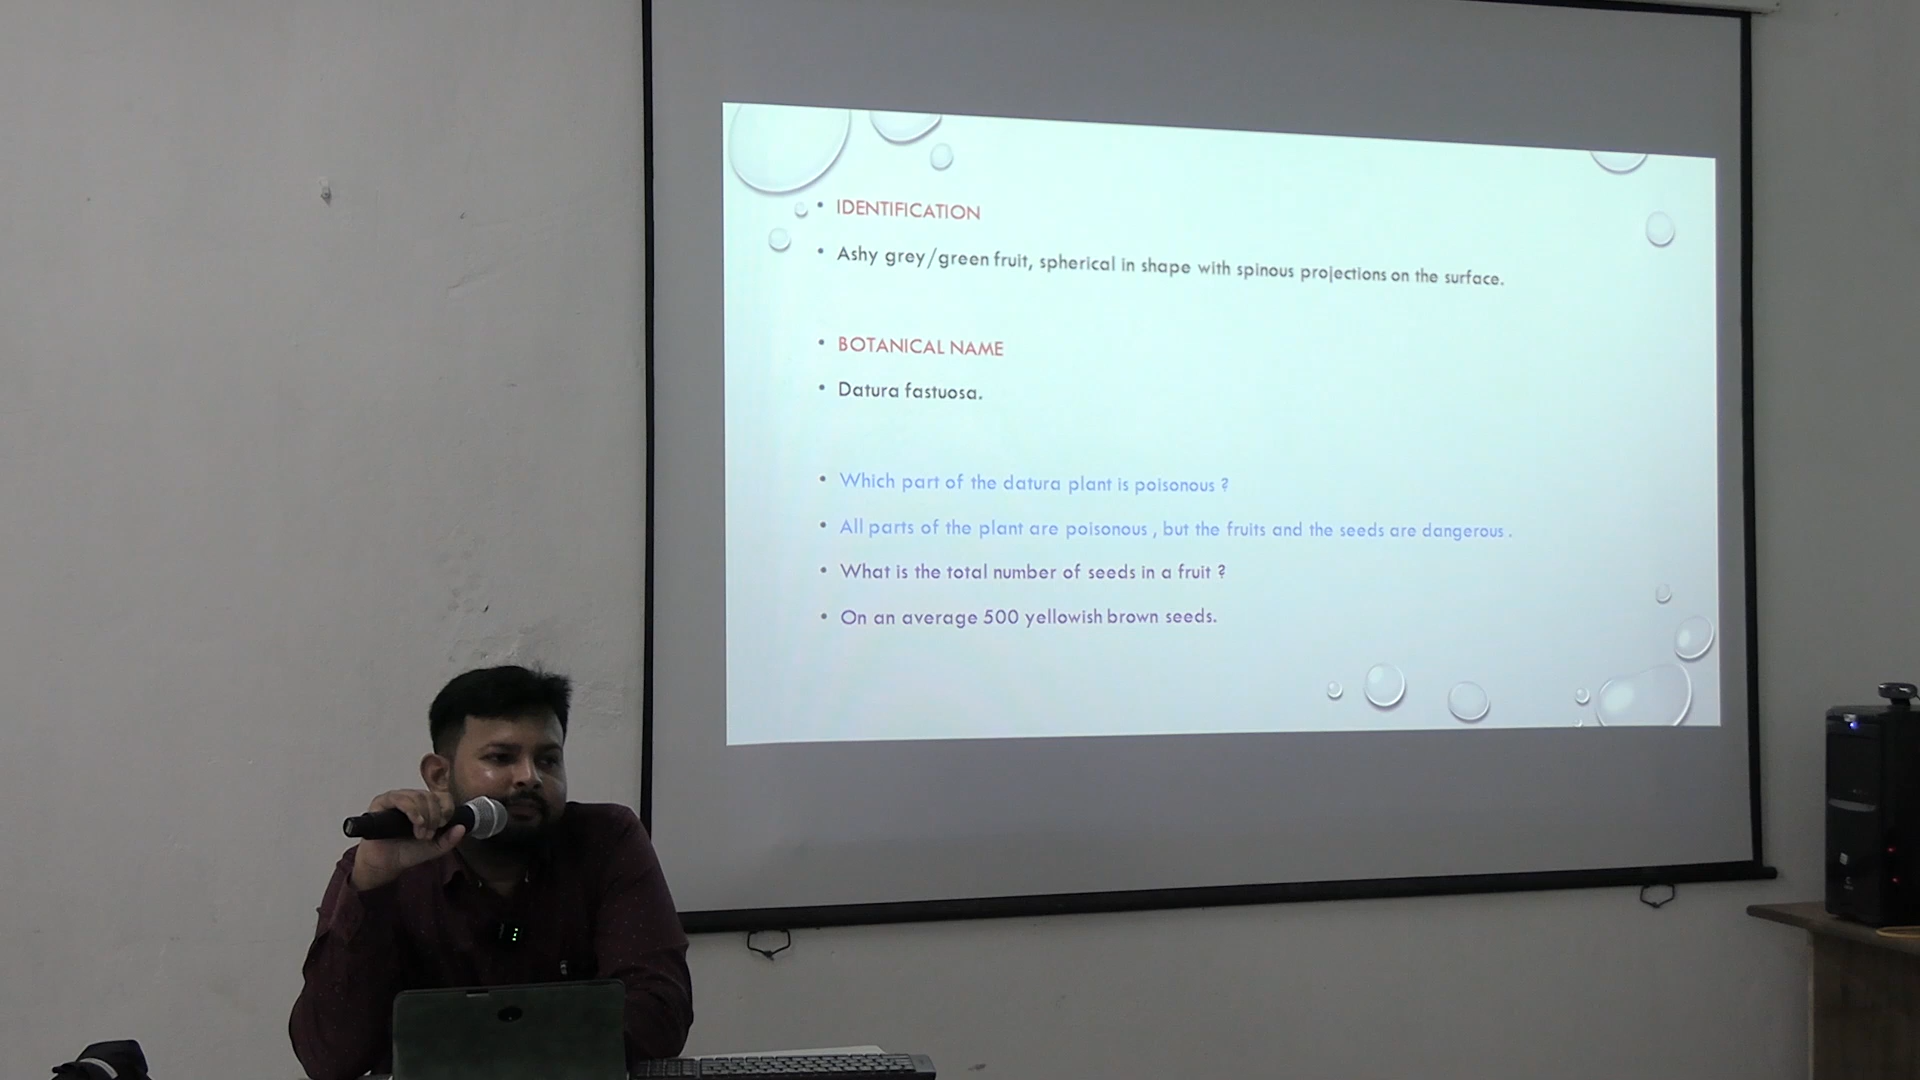 IDENTIFICATION
Ashy grey/green fruit, spherical in shape with spinous projections on the surface.
BOTANICAL NAME
Datura fastuosa.
Which part of the datura plant is poisonous ?
All parts of the plant are poisonous , but the fruits and the seeds are dangerous .
What is the total number of seeds in a fruit ?
On an average 500 yellowish brown seeds.